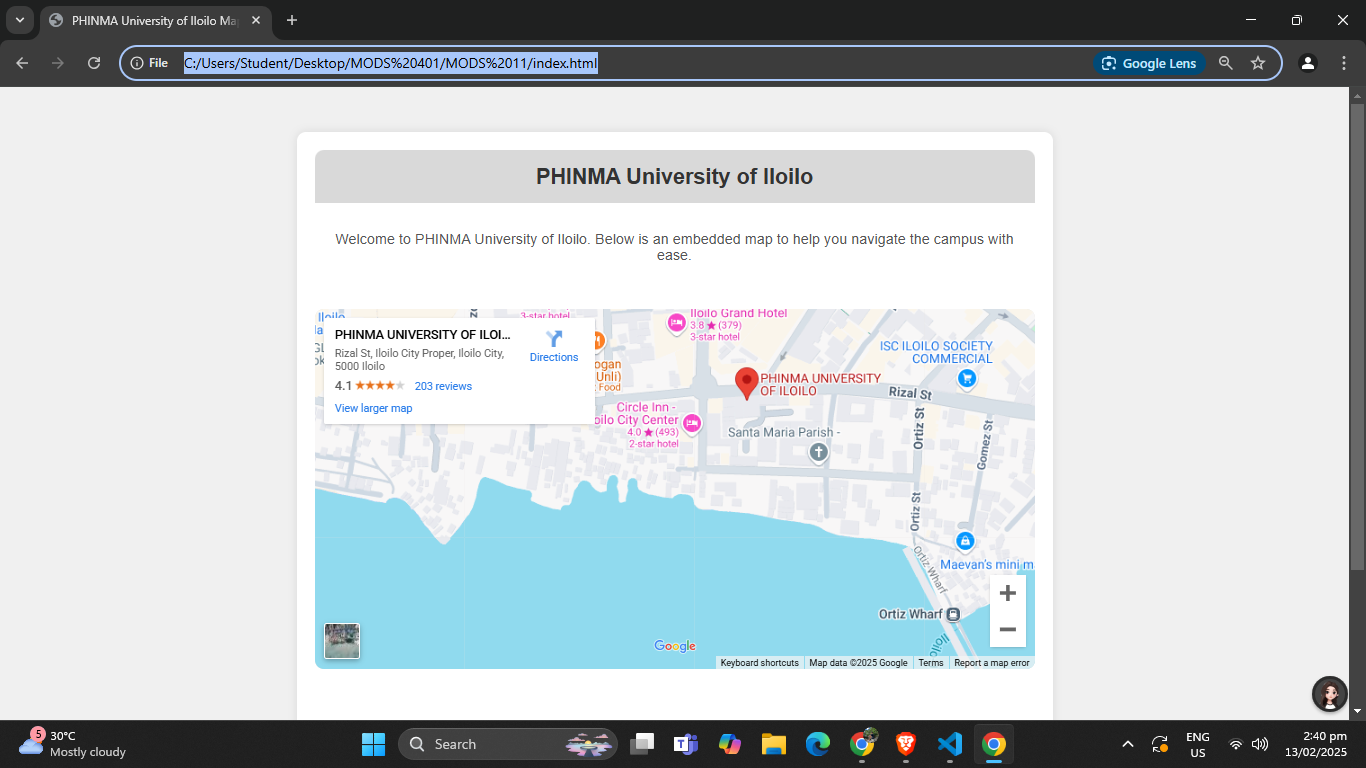 PHINMA University of Iloilo Ma
File
C:/Users/Student/Desktop/MODS%20401/MODS%2011/index.html
Google Lens
PHINMA University of Iloilo
Welcome to PHINMA University of Iloilo. Below is an embedded map to help you navigate the campus with
ease.
PHINMA UNIVERSITY OF ILOI...
Rizal St, Iloilo City Proper, Iloilo City,
5000 Iloilo
4.1
203 reviews
View larger map
Directions
Iloilo
3-star hotel
Iloilo Grand Hotel
3.8 ★ (379)
3-star hotel
ogan
(Unli)
Food
ISC ILOILO SOCIETY
COMMERCIAL
PHINMA UNIVERSITY
OF ILOILO
Rizal St
Circle Inn -
oilo City Center
4.0 ★ (493)
2-star hotel
Santa Maria Parish -
Ortiz St
Gomez St
Ortiz St
Ortiz Wharf
Maevan's mini m
Ortiz Wharf
Iloilo
Google
Keyboard shortcuts
Map data ©2025 Google
Terms
Report a map error
5
30°C
Mostly cloudy
Search
ENG
US
2:40 pm
13/02/2025